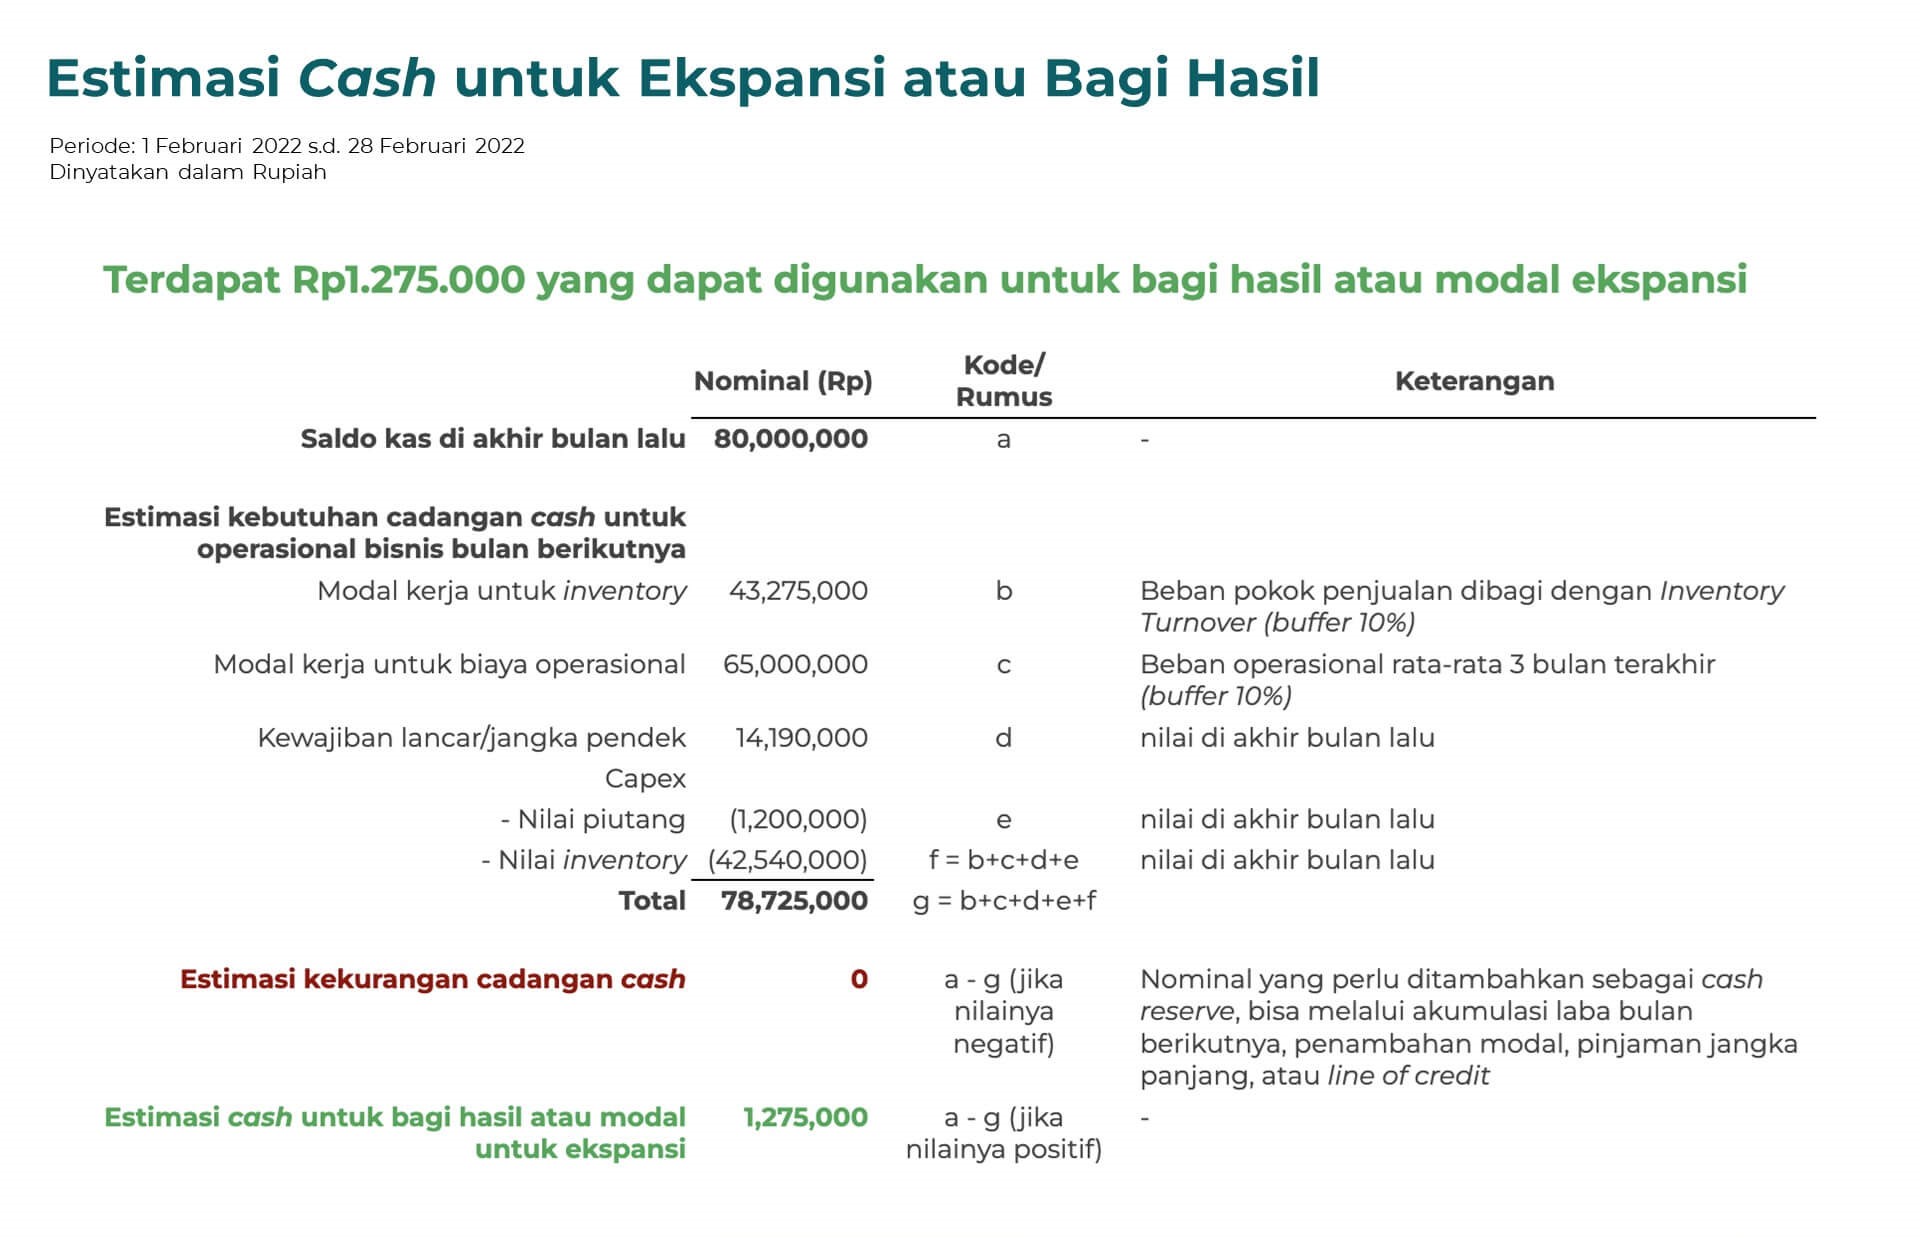 Estimasi Cash untuk Ekspansi atau Bagi Hasil
Periode: 1 Februari 2022 s.d. 28 Februari 2022
Dinyatakan dalam Rupiah
Terdapat Rp1.275.000 yang dapat digunakan untuk bagi hasil atau modal ekspansi
Nominal (Rp) Kode/ Keterangan
Rumus
Saldo kas di akhir bulan lalu 80,000,000 a -
Estimasi kebutuhan cadangan cash untuk
operasional bisnis bulan berikutnya
Modal kerja untuk inventory 43,275,000 b Beban pokok penjualan dibagi dengan Inventory
Turnover (buffer 10%)
Modal kerja untuk biaya operasional 65,000,000 c Beban operasional rata-rata 3 bulan terakhir
(buffer 10%)
Kewajiban lancar/jangka pendek 14,190,000 d nilai di akhir bulan lalu
Capex
- Nilai piutang (1,200,000) e nilai di akhir bulan lalu
- Nilai inventory (42,540,000) f = b+c+d+e nilai di akhir bulan lalu
Total 78,725,000 g = b+c+d+e+f
Estimasi kekurangan cadangan cash 0 a - g (jika Nominal yang perlu ditambahkan sebagai cash
nilainya reserve, bisa melalui akumulasi laba bulan
negatif) berikutnya, penambahan modal, pinjaman jangka
panjang, atau line of credit
Estimasi cash untuk bagi hasil atau modal 1,275,000 a - g (jika -
untuk ekspansi nilainya positif)